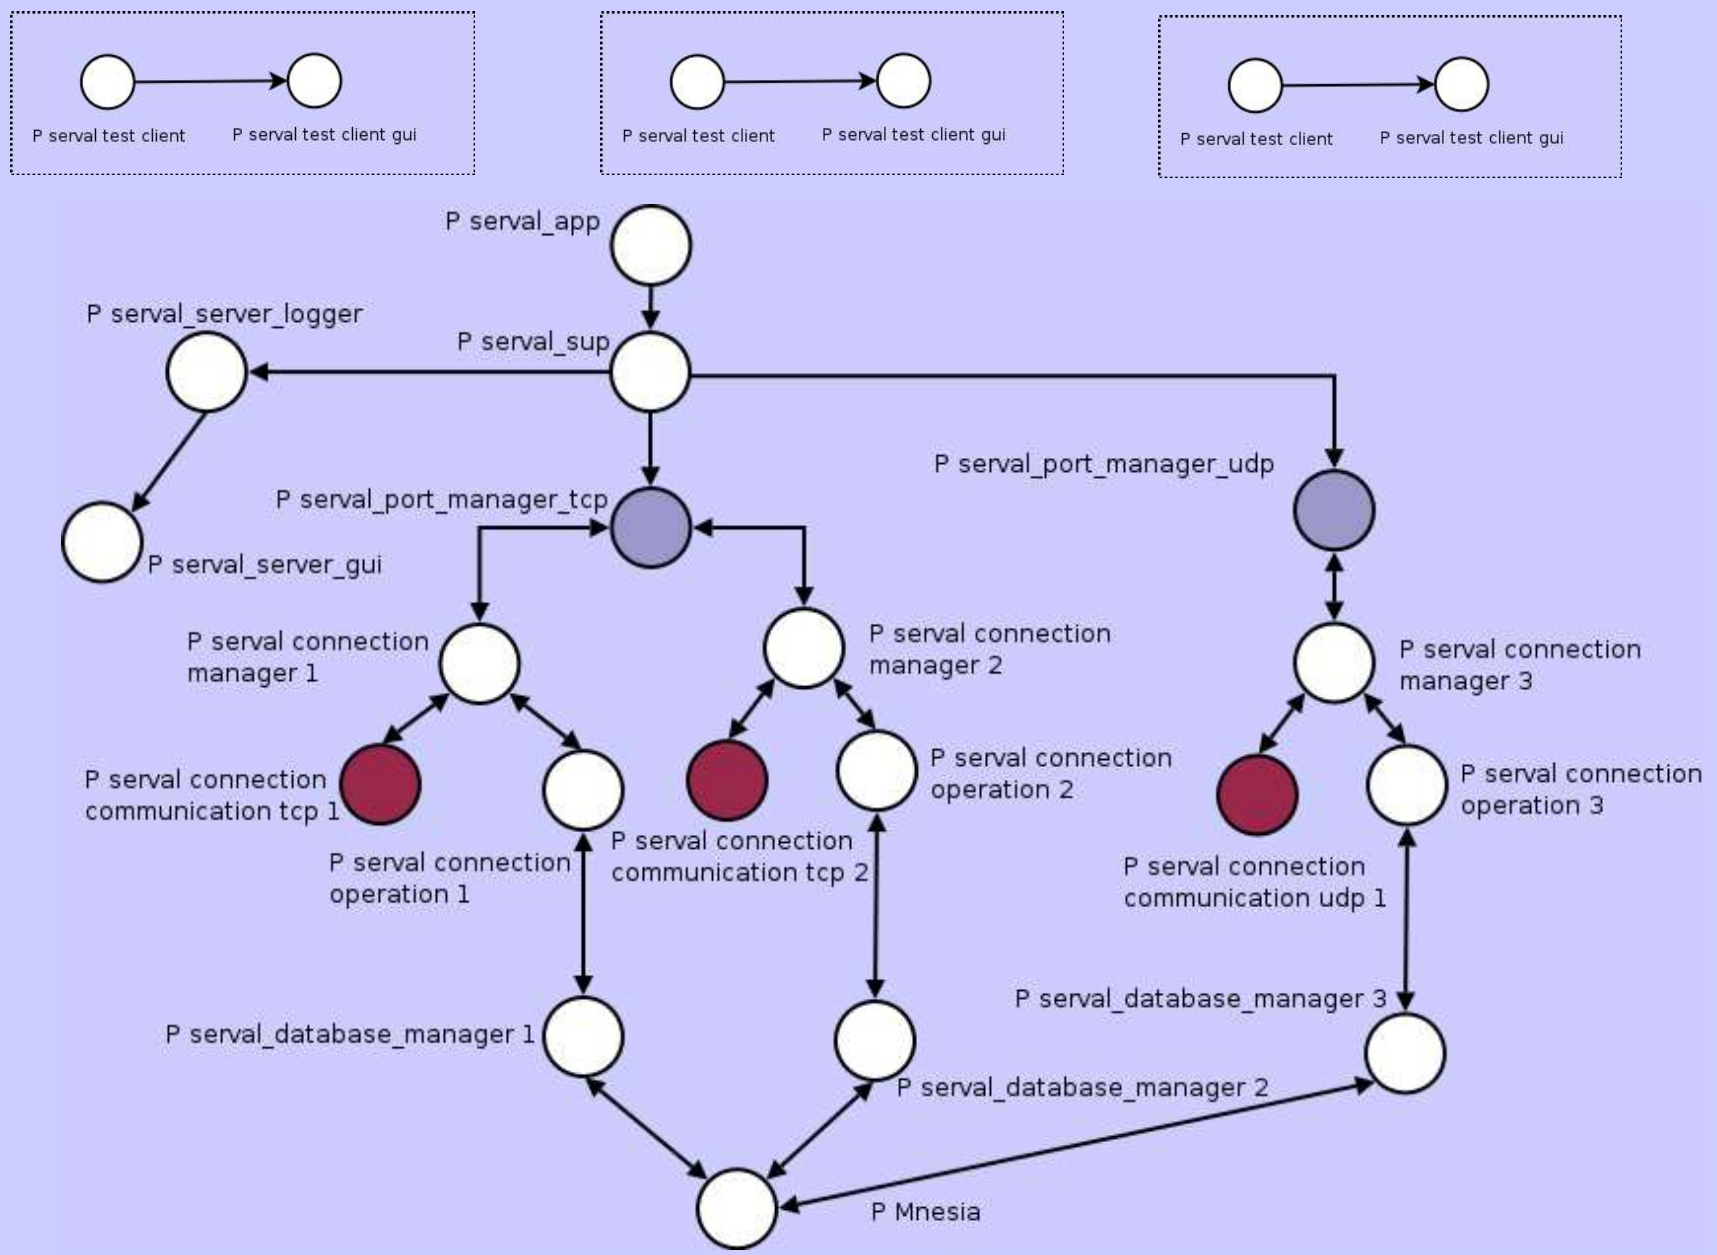 P serval test client
P serval test client gui
P serval test client
P serval test client gui
P serval test client
P serval test client gui
P serval_app
P serval_server_logger
P serval_sup
P serval_port_manager_udp
P serval_port_manager_tcp
P serval_server_gui
P serval connection
manager 1
P serval connection
manager 2
P serval connection
manager 3
P serval connection
communication tcp 1
P serval connection
operation 2
P serval connection
operation 3
P serval connection
operation 1
P serval connection
communication tcp 2
P serval connection
communication udp 1
P serval_database_manager 3
P serval_database_manager 1
P serval_database_manager 2
P Mnesia